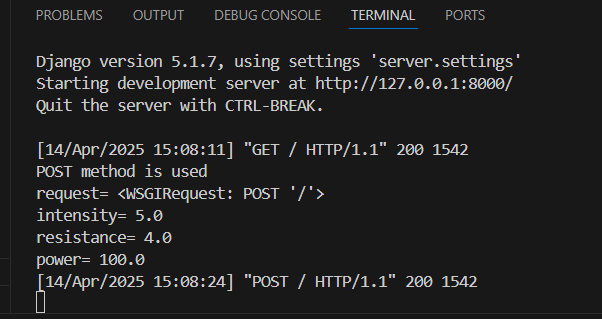 PROBLEMS OUTPUT DEBUG CONSOLE TERMINAL PORTS
Django version 5.1.7, using settings 'server.settings'
Starting development server at http://127.0.0.1:8000/
Quit the server with CTRL-BREAK.
[14/Apr/2025 15:08:11] "GET / HTTP/1.1" 200 1542
POST method is used
request= <WSGIRequest: POST '/'>
intensity= 5.0
resistance= 4.0
power= 100.0
[14/Apr/2025 15:08:24] "POST / HTTP/1.1" 200 1542